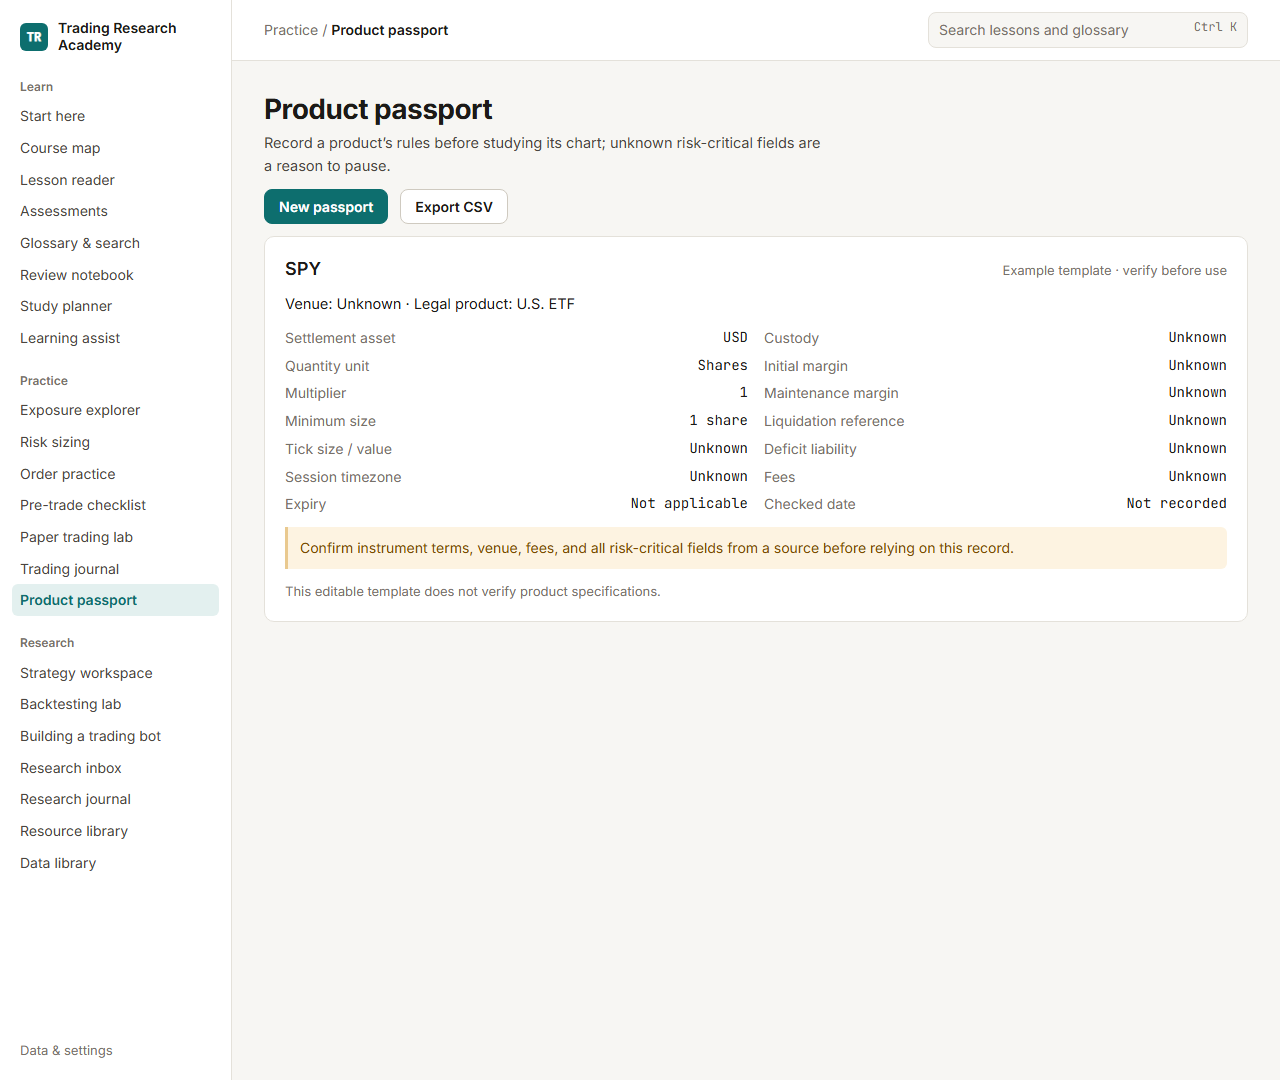 TR
Trading Research
Academy
Learn
Start here
Course map
Lesson reader
Assessments
Glossary & search
Review notebook
Study planner
Learning assist
Practice
Exposure explorer
Risk sizing
Order practice
Pre-trade checklist
Paper trading lab
Trading journal
Product passport
Research
Strategy workspace
Backtesting lab
Building a trading bot
Research inbox
Research journal
Resource library
Data library
Data & settings
Practice / Product passport
Search lessons and glossary Ctrl K
Product passport
Record a product’s rules before studying its chart; unknown risk-critical fields are
a reason to pause.
New passport Export CSV
SPY Example template · verify before use
Venue: Unknown · Legal product: U.S. ETF
Settlement asset USD Custody Unknown
Quantity unit Shares Initial margin Unknown
Multiplier 1 Maintenance margin Unknown
Minimum size 1 share Liquidation reference Unknown
Tick size / value Unknown Deficit liability Unknown
Session timezone Unknown Fees Unknown
Expiry Not applicable Checked date Not recorded
Confirm instrument terms, venue, fees, and all risk-critical fields from a source before relying on this record.
This editable template does not verify product specifications.